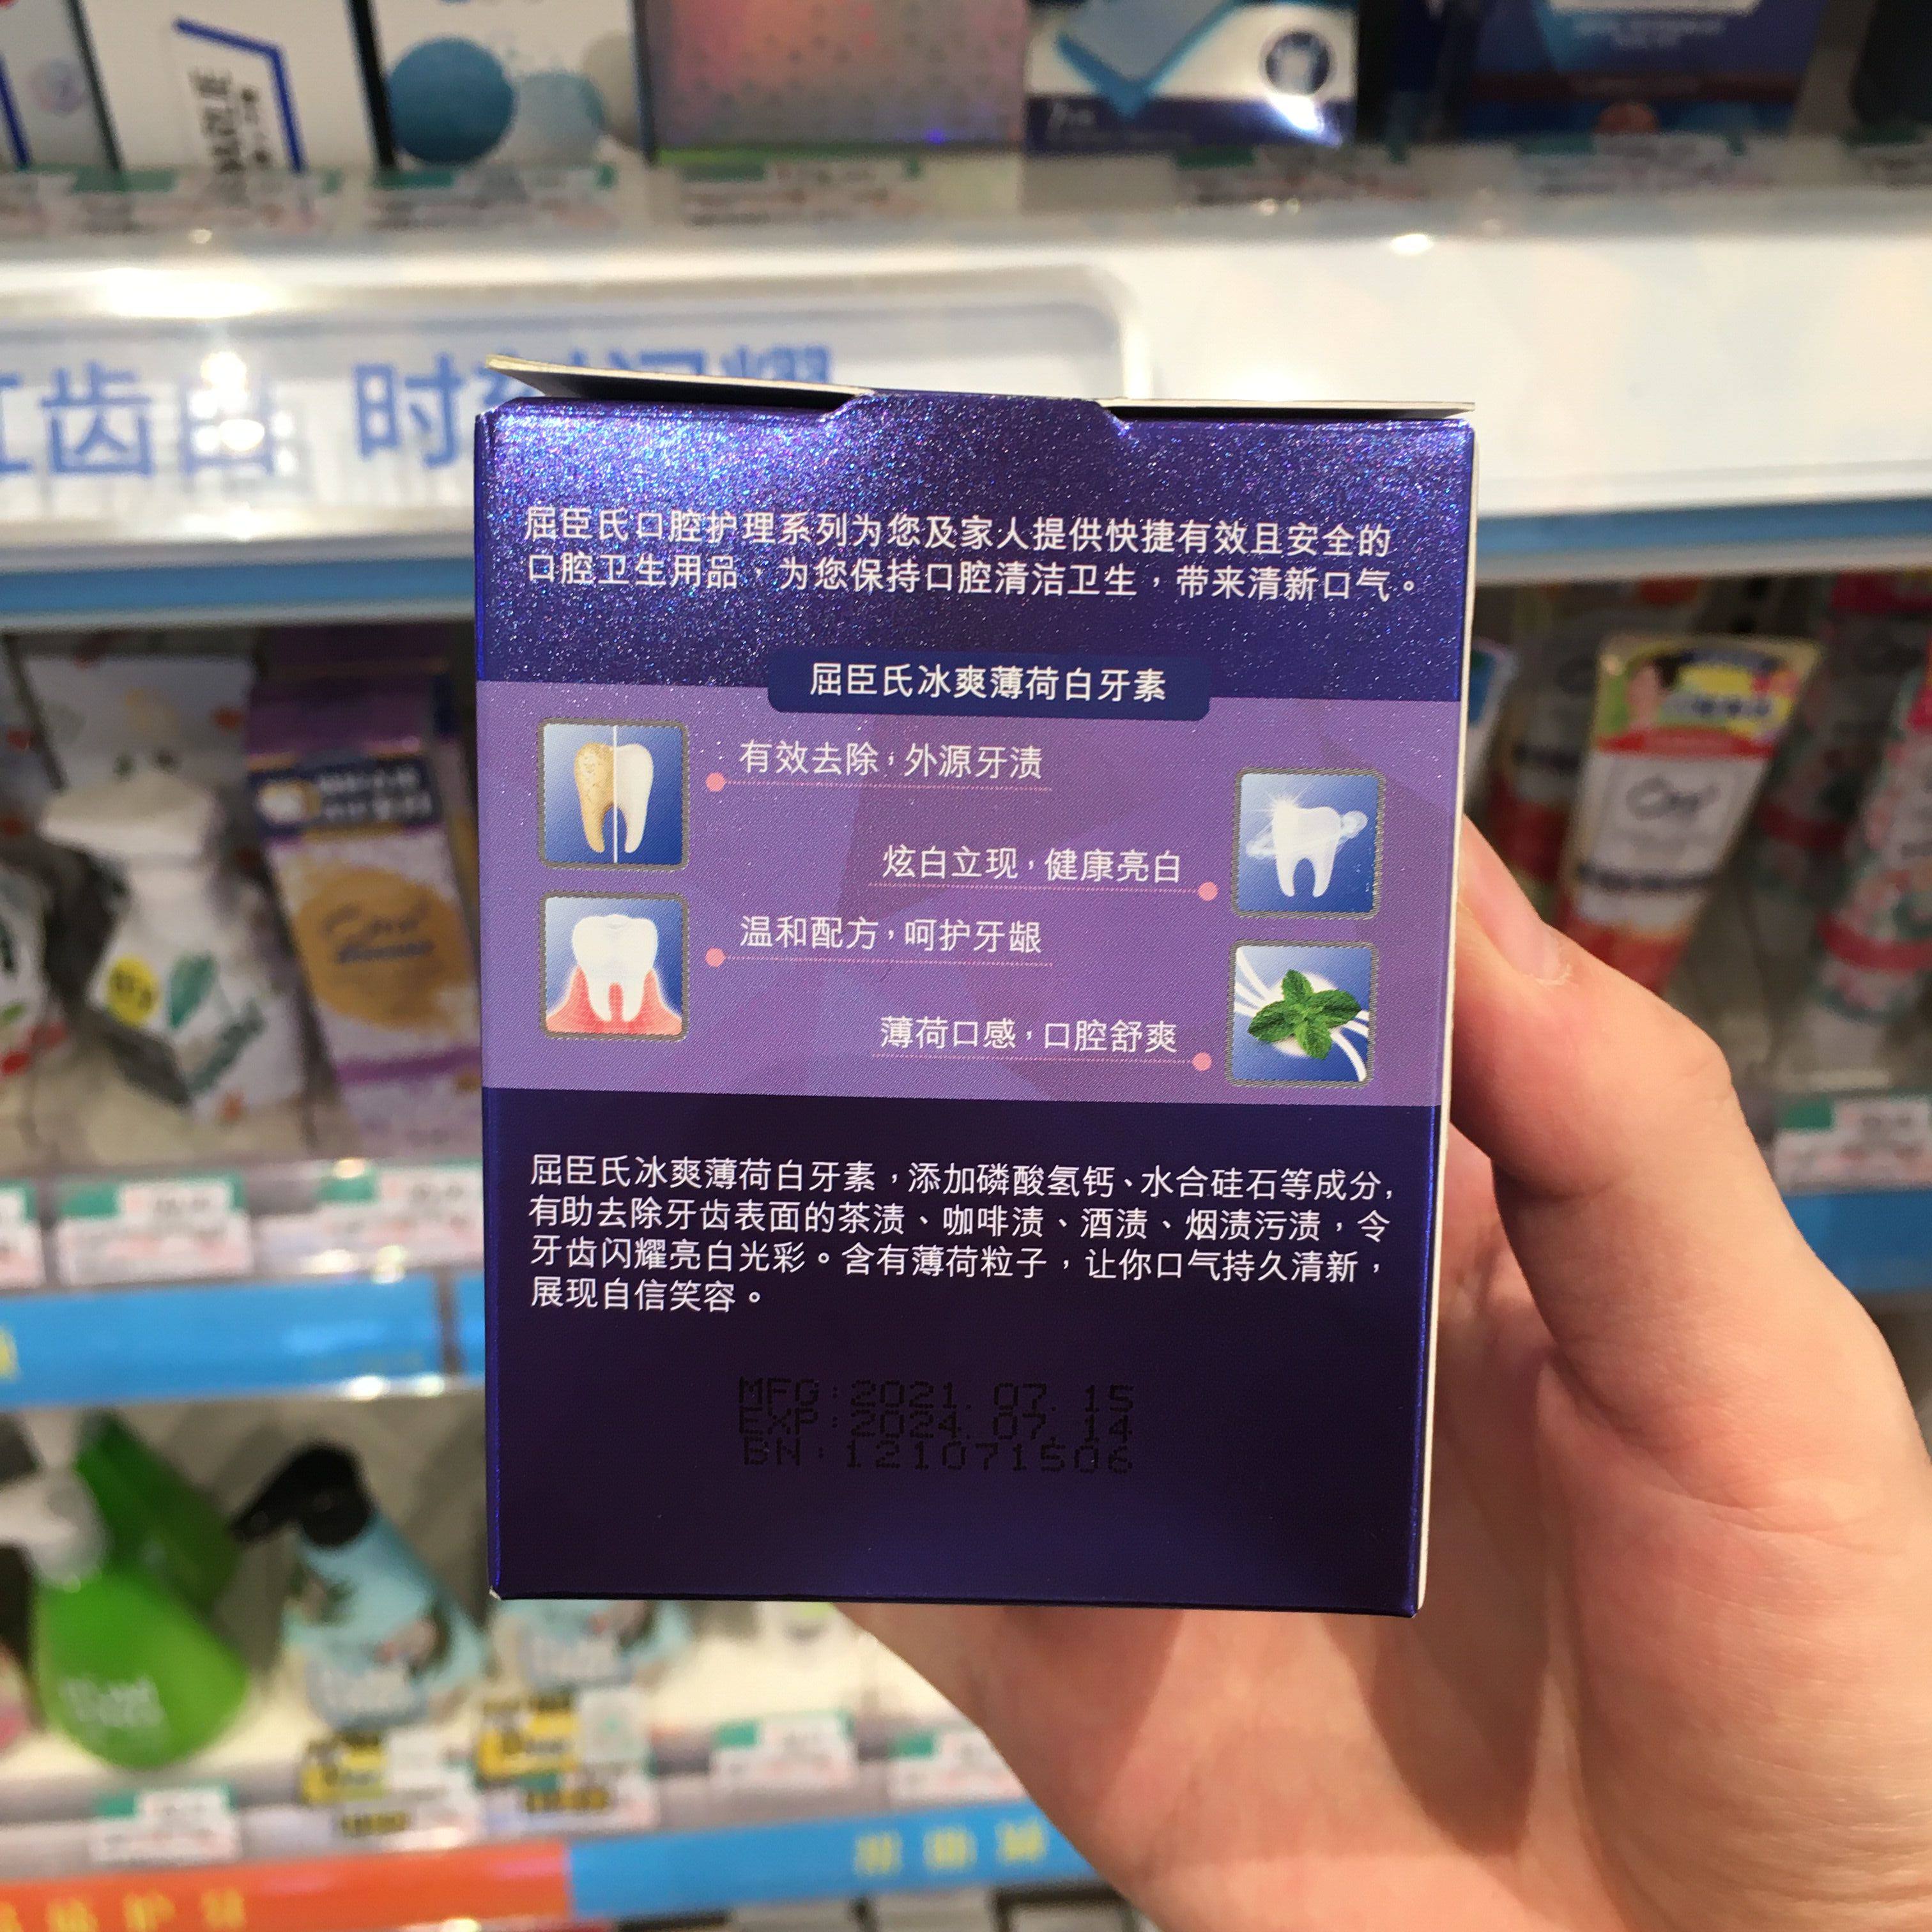 DARLIE
齿
时
屈臣氏口腔护理系列为您及家人提供快捷有效且安全的
口腔卫生用品，为您保持口腔清洁卫生，带来清新口气。
屈臣氏冰爽薄荷白牙素
有效去除，外源牙渍
炫白立现，健康亮白
温和配方，呵护牙龈
薄荷口感，口腔舒爽
屈臣氏冰爽薄荷白牙素，添加磷酸氢钙、水合硅石等成分，
有助去除牙齿表面的茶渍、咖啡渍、酒渍、烟渍污渍，令
牙齿闪耀亮白光彩。含有薄荷粒子，让你口气持久清新，
展现自信笑容。
MFG:2021.07.15
EXP:2024.07.14
BN:121071506